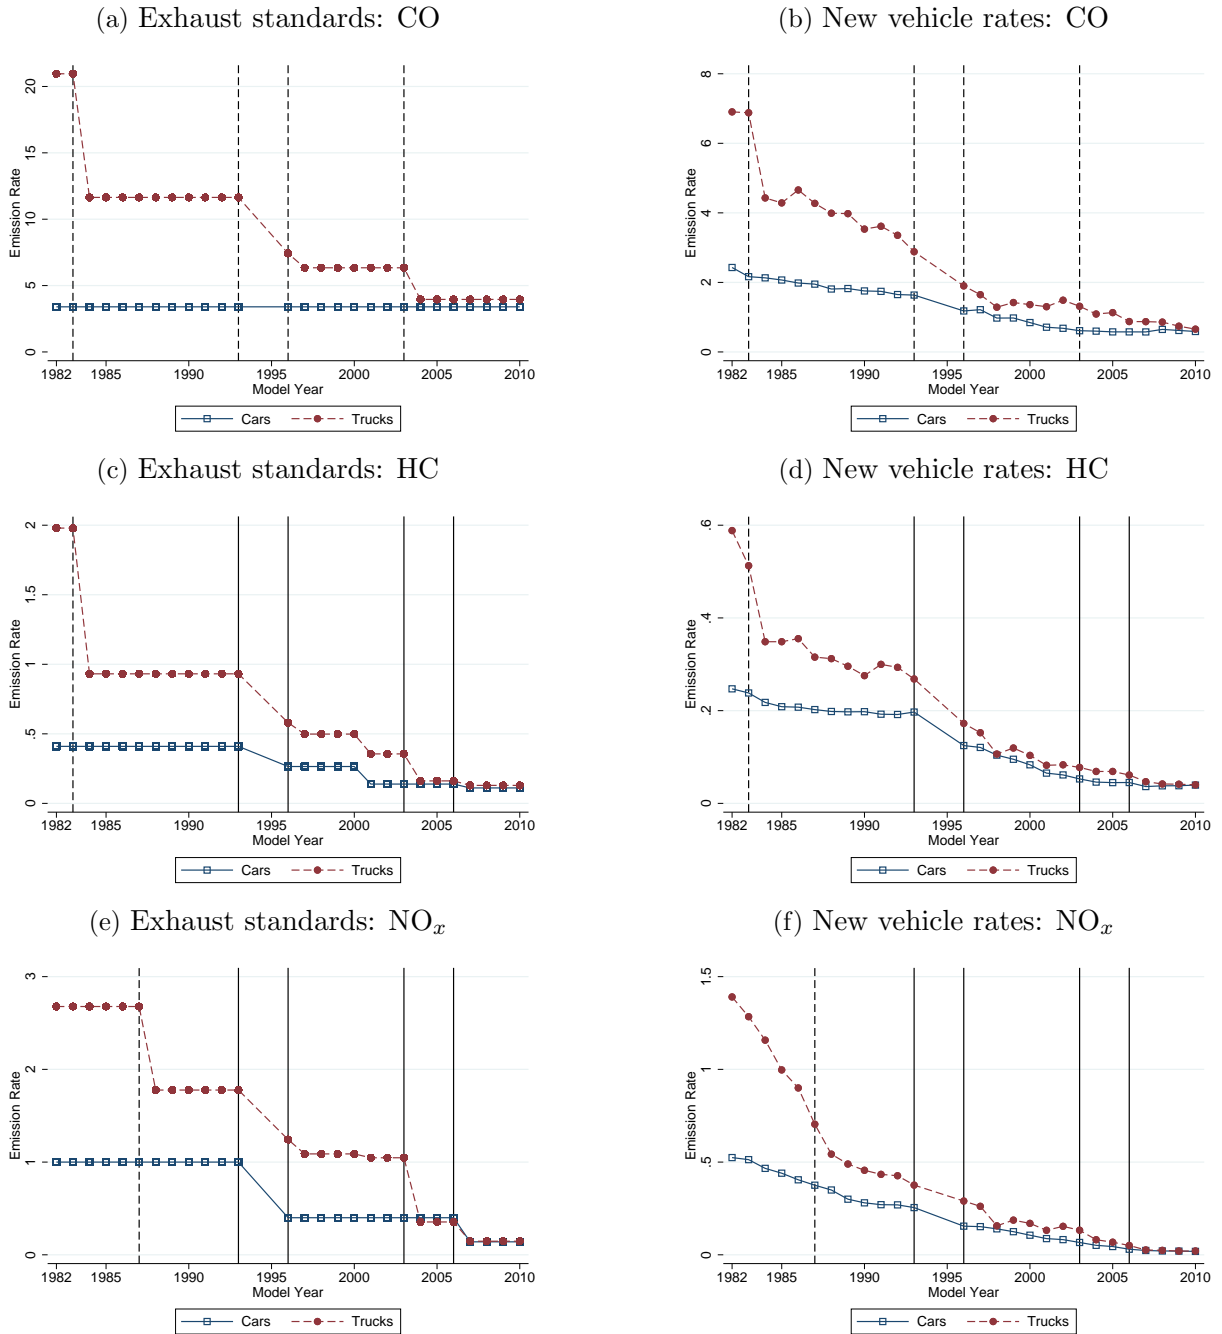 (a) Exhaust standards: CO
Emission Rate
20
15
10
5
0
1982 1985 1990 1995 2000 2005 2010
Model Year
Cars Trucks
(b) New vehicle rates: CO
Emission Rate
8
6
4
2
0
1982 1985 1990 1995 2000 2005 2010
Model Year
Cars Trucks
(c) Exhaust standards: HC
Emission Rate
2
1.5
1
.5
0
1982 1985 1990 1995 2000 2005 2010
Model Year
Cars Trucks
(d) New vehicle rates: HC
Emission Rate
.6
.4
.2
0
1982 1985 1990 1995 2000 2005 2010
Model Year
Cars Trucks
(e) Exhaust standards: NOx
Emission Rate
3
2
1
0
1982 1985 1990 1995 2000 2005 2010
Model Year
Cars Trucks
(f) New vehicle rates: NOx
Emission Rate
1.5
1
.5
0
1982 1985 1990 1995 2000 2005 2010
Model Year
Cars Trucks